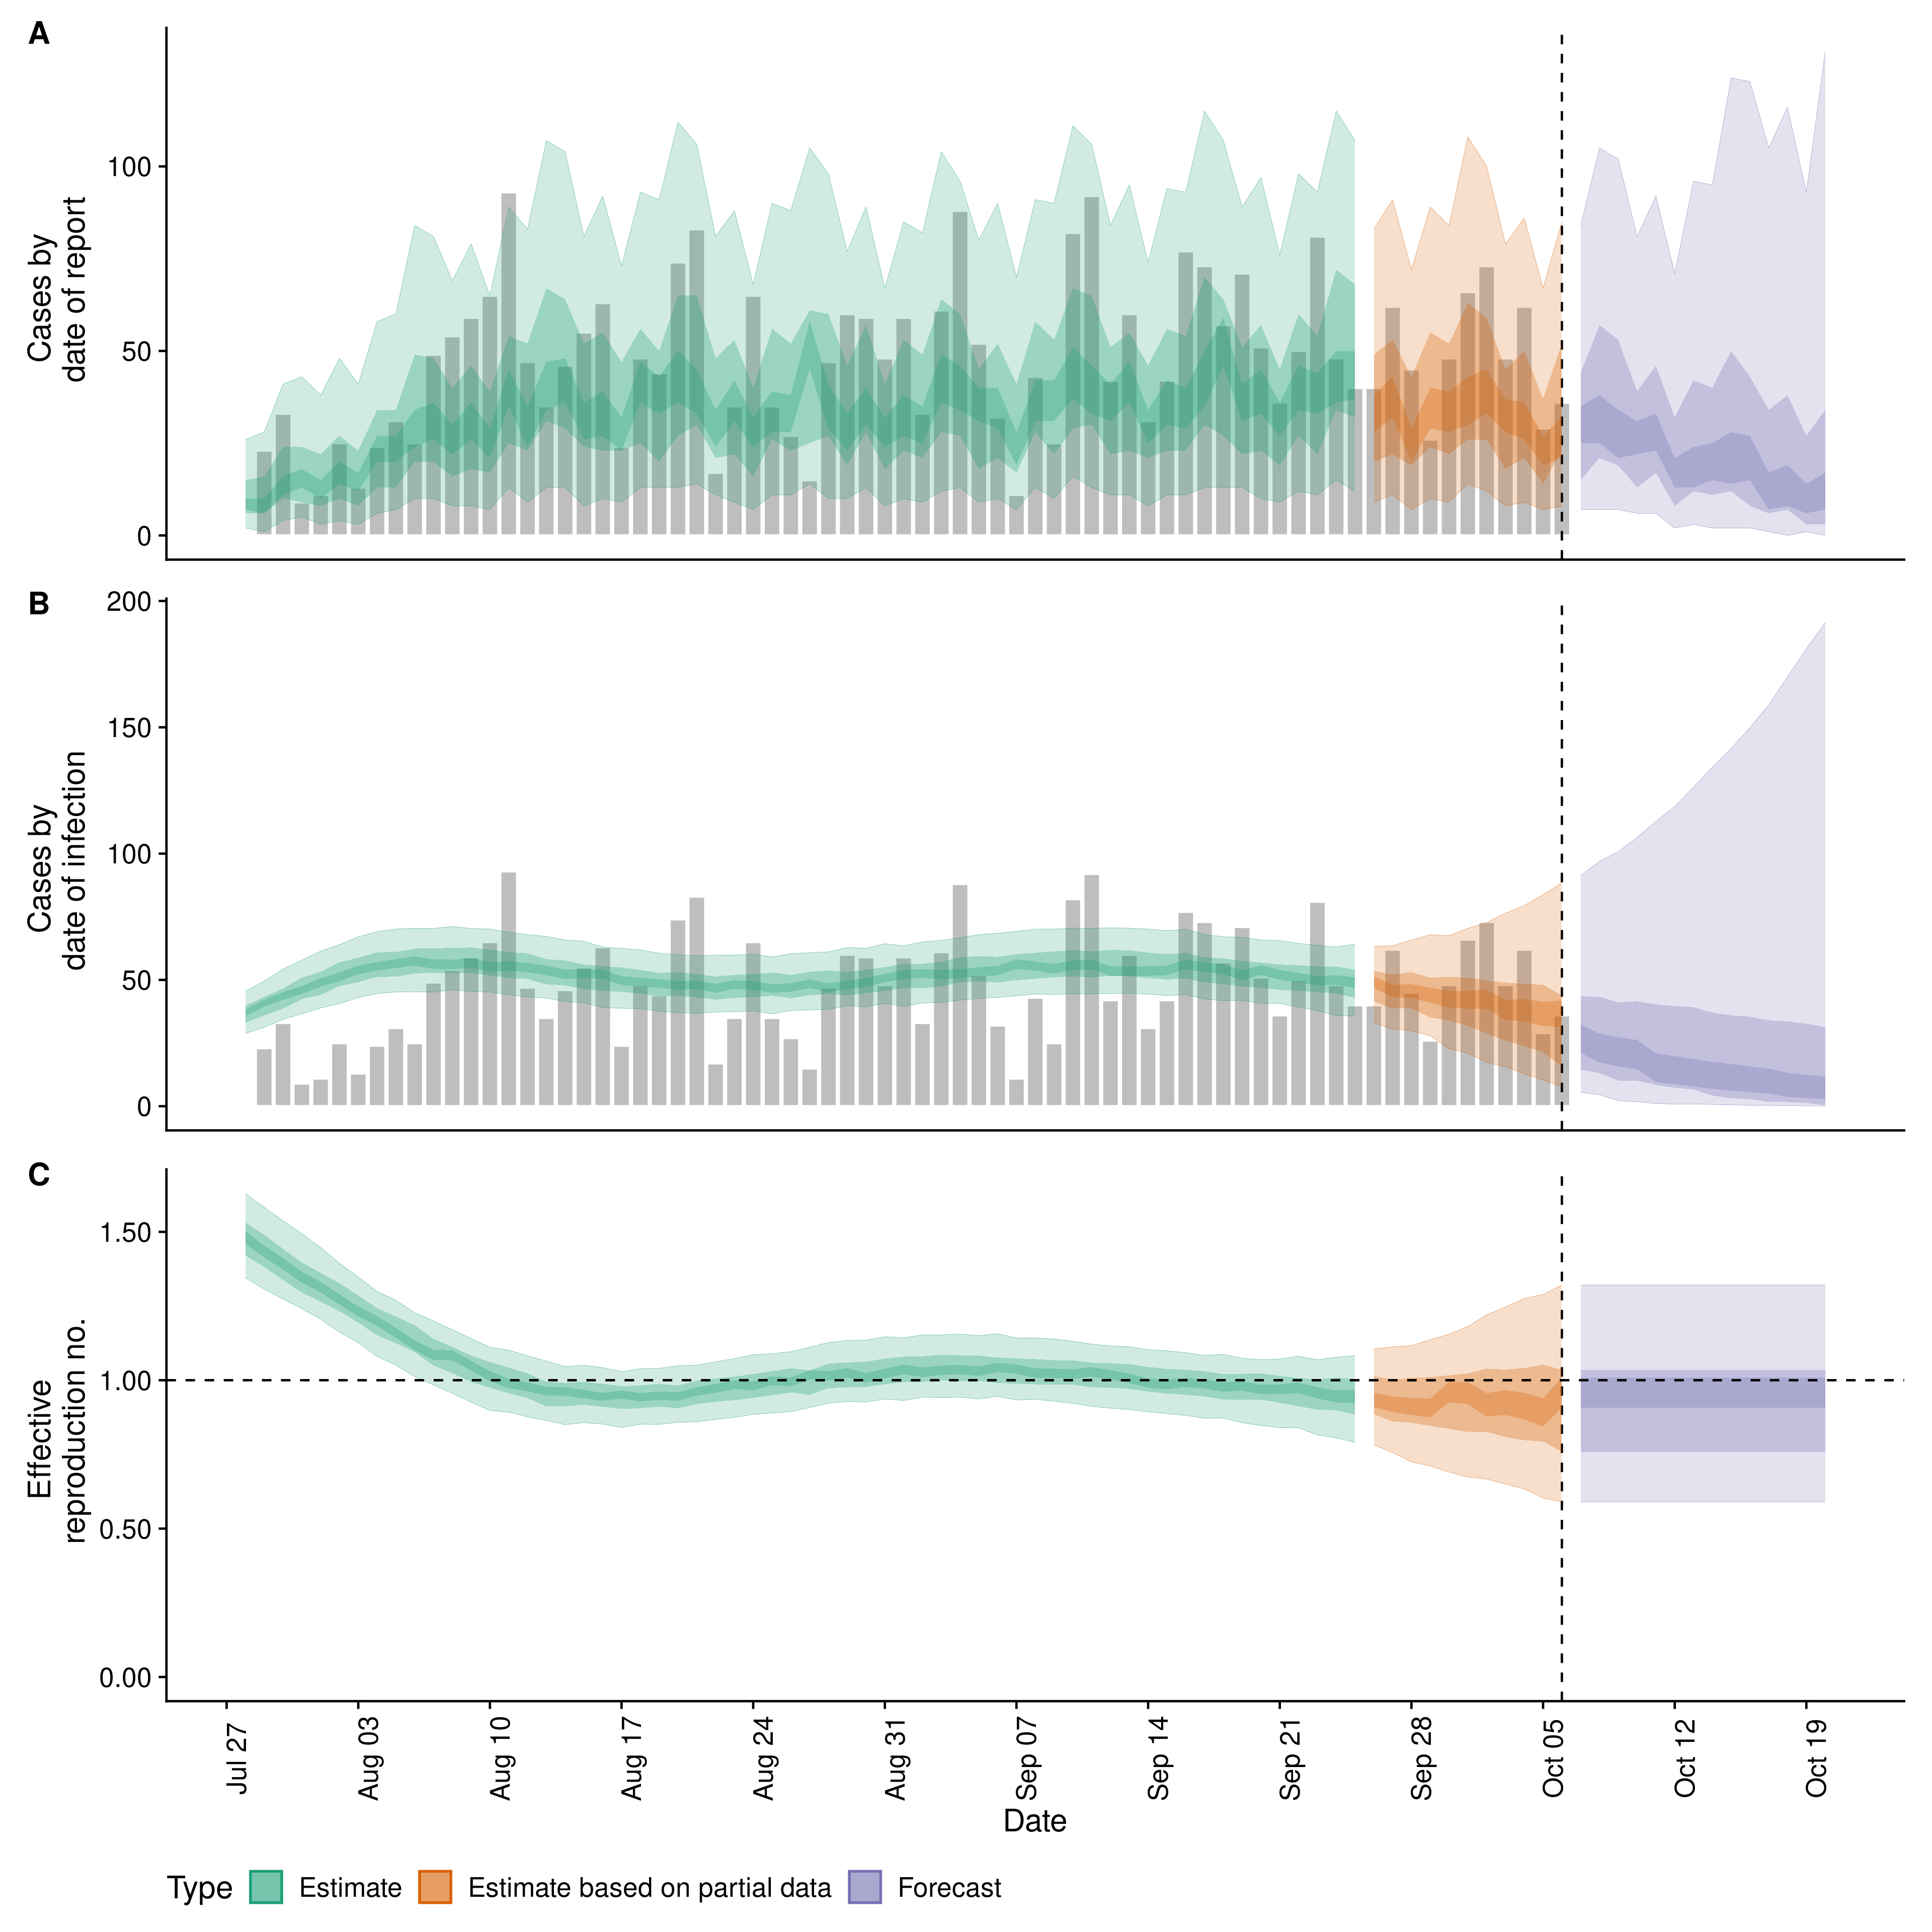 A
Cases by
date of report
100
50
0
B
Cases by
date of infection
200
150
100
50
0
C
Effective
reproduction no.
1.50
1.00
0.50
0.00
Jul 27
Aug 03
Aug 10
Aug 17
Aug 24
Aug 31
Sep 07
Sep 14
Sep 21
Sep 28
Oct 05
Oct 12
Oct 19
Date
Type Estimate Estimate based on partial data Forecast